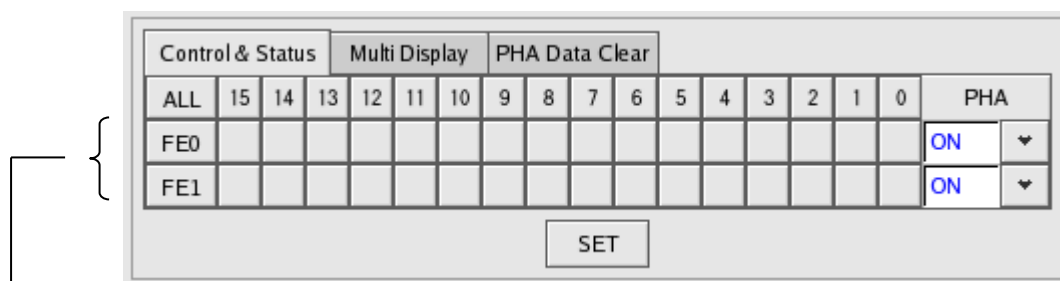 Control & Status Multi Display PHA Data Clear
ALL 15 14 13 12 11 10 9 8 7 6 5 4 3 2 1 0 PHA
FE0 ON
FE1 ON
SET